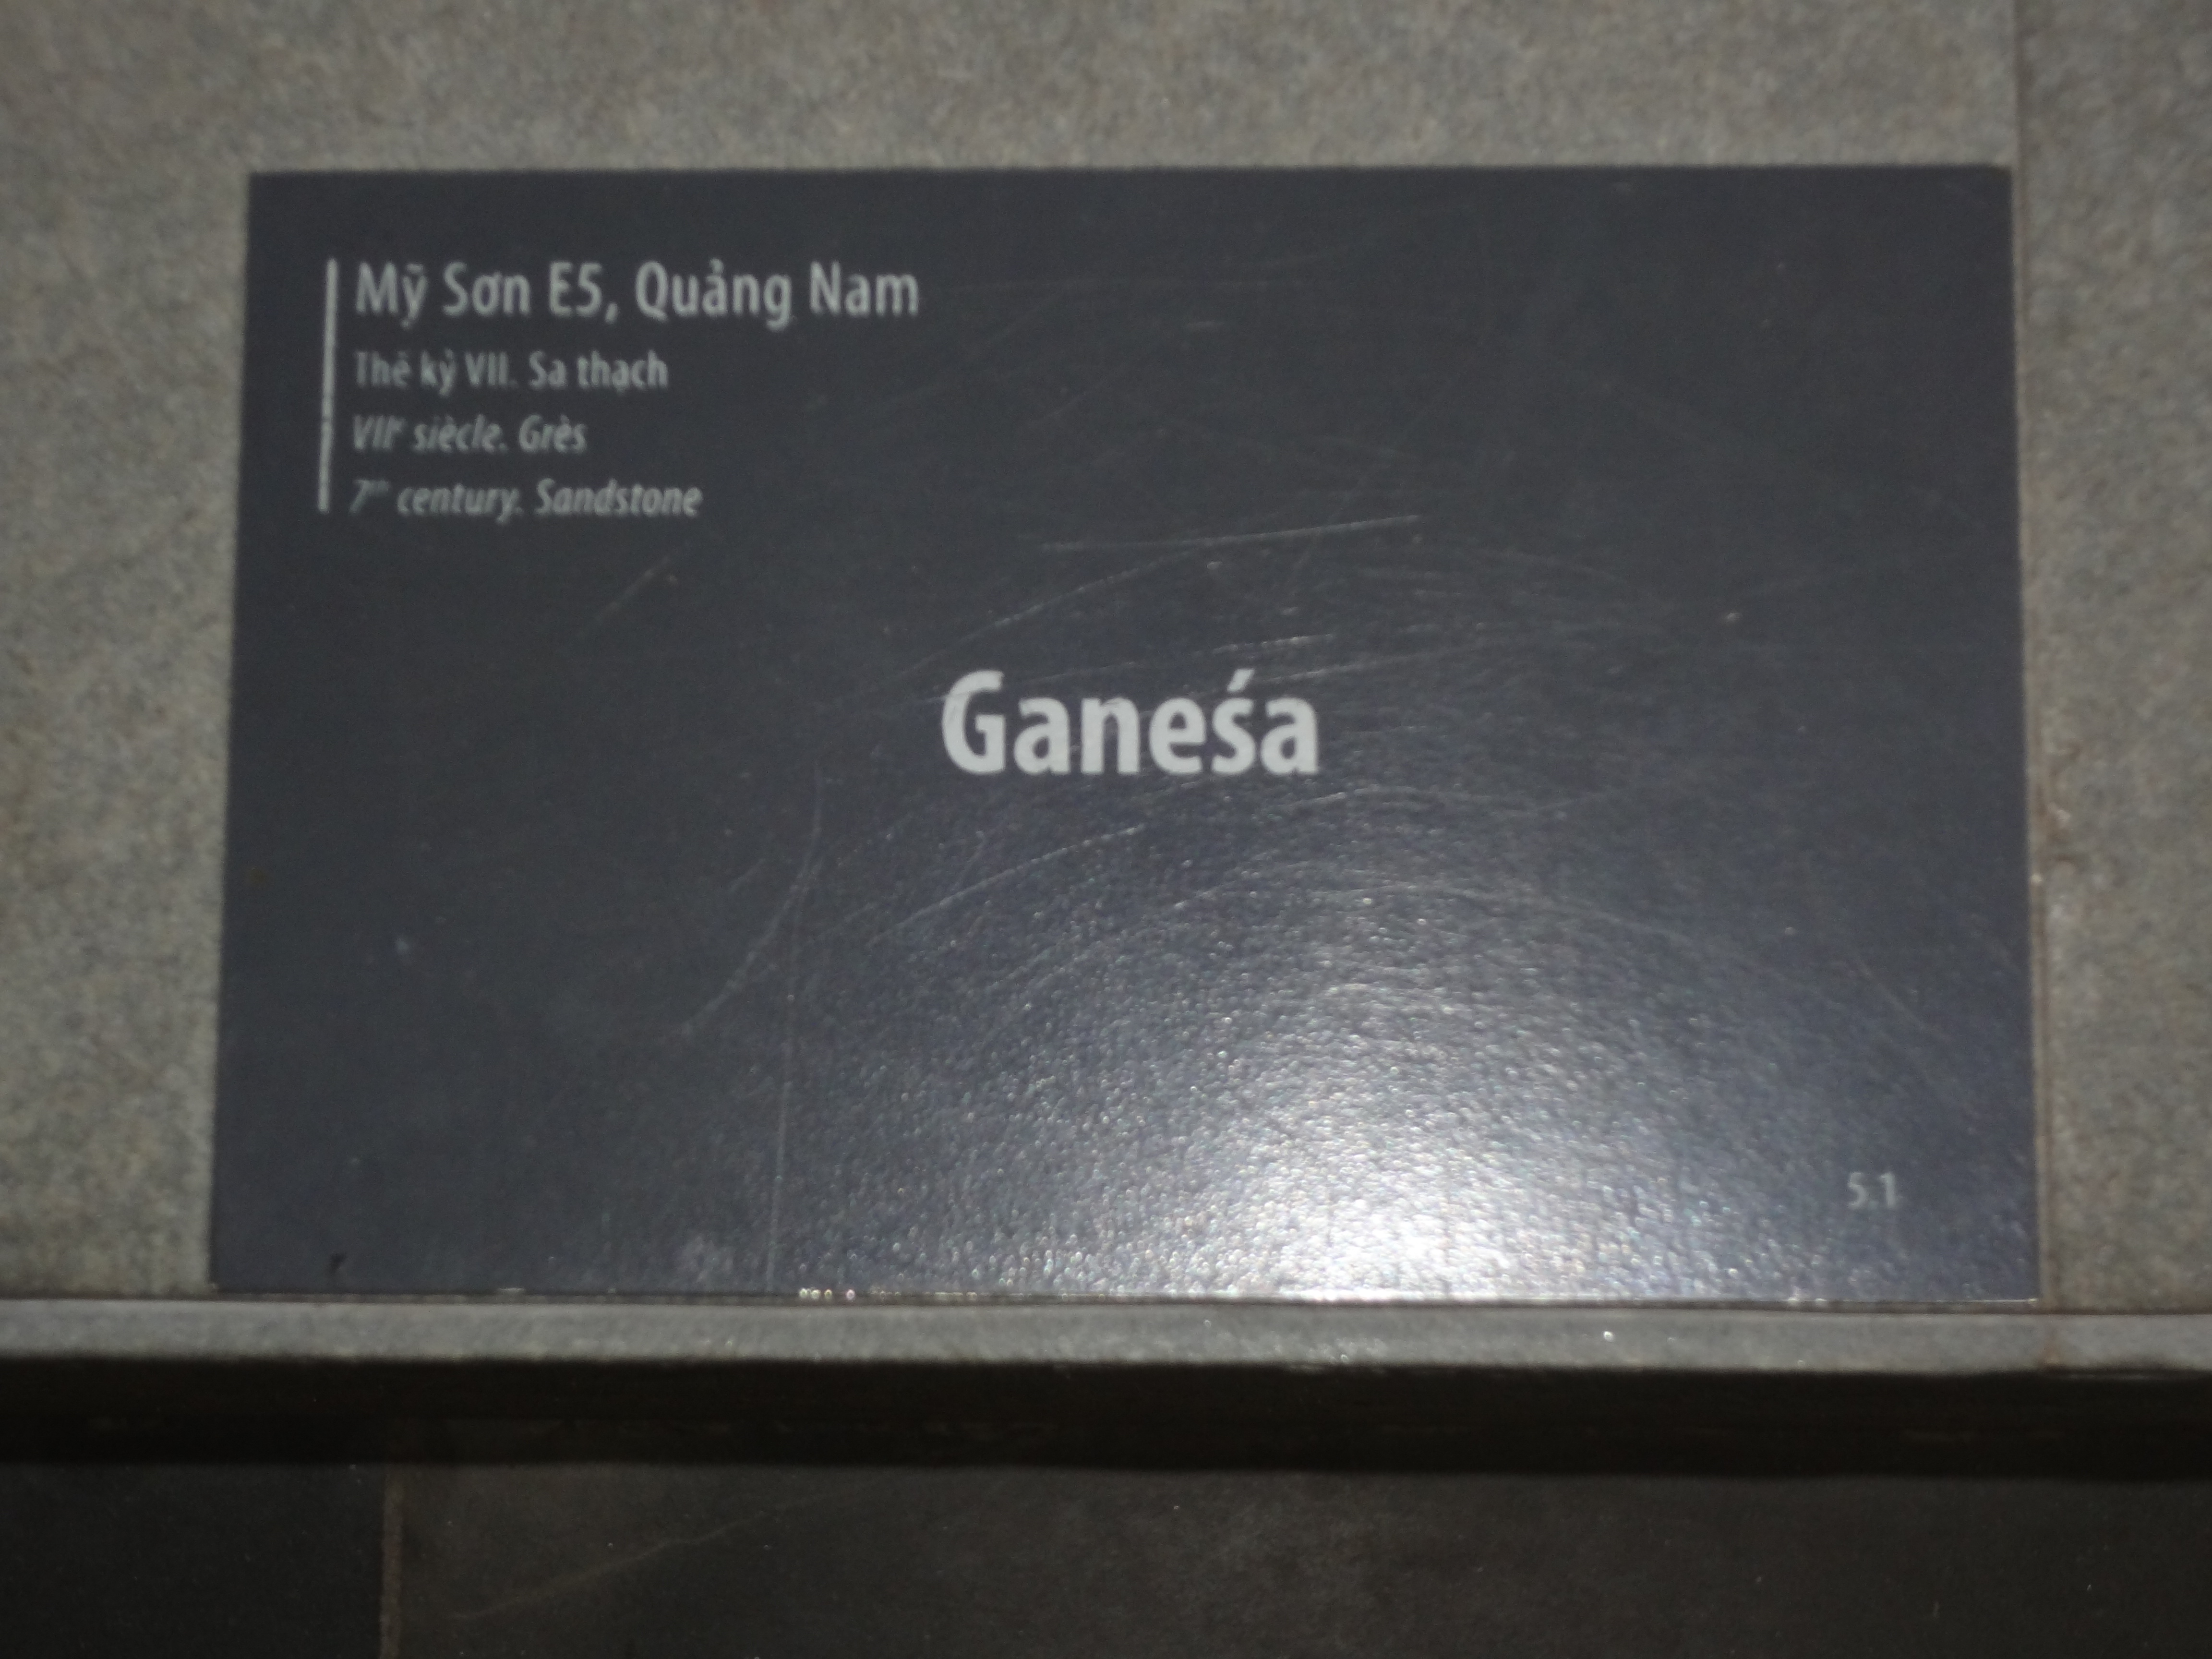 Mỹ Sơn E5, Quảng Nam
Thế kỷ VII. Sa thạch
VIIᵉ siècle. Grès
7ᵗʰ century. Sandstone
Ganeśa
5.1